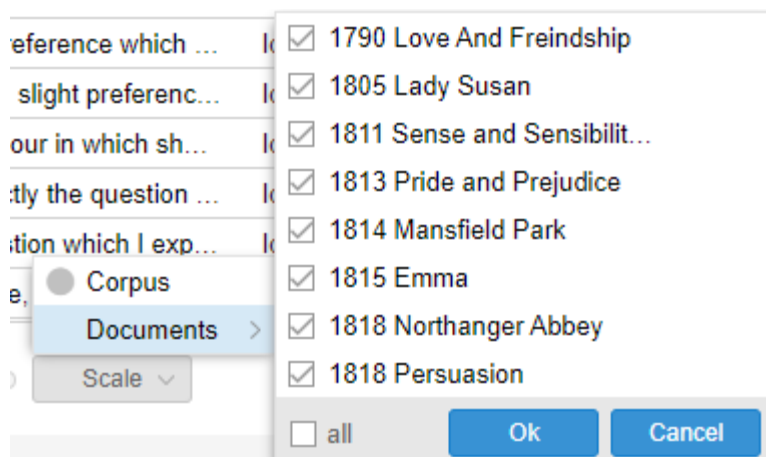 eference which ...
slight preferenc...
our in which sh...
tly the question ...
stion which I exp...
e,
Corpus
Documents >
Scale
1790 Love And Freindship
1805 Lady Susan
1811 Sense and Sensibilit...
1813 Pride and Prejudice
1814 Mansfield Park
1815 Emma
1818 Northanger Abbey
1818 Persuasion
all Ok Cancel